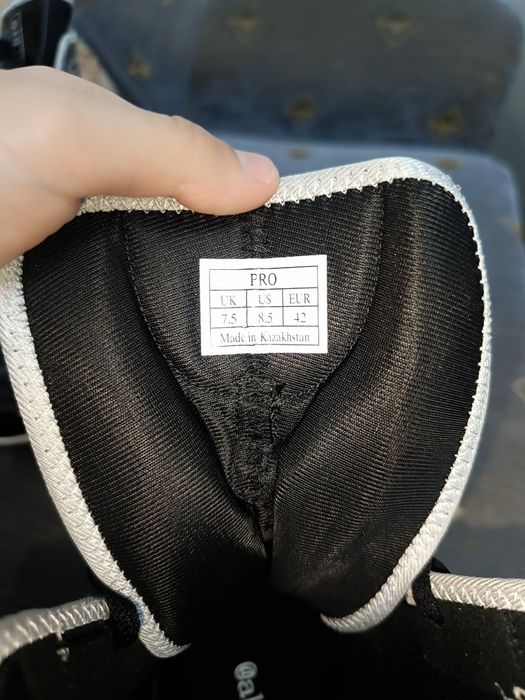 PRO
UK US EUR
7.5 8.5 42
Made in Kazakhstan